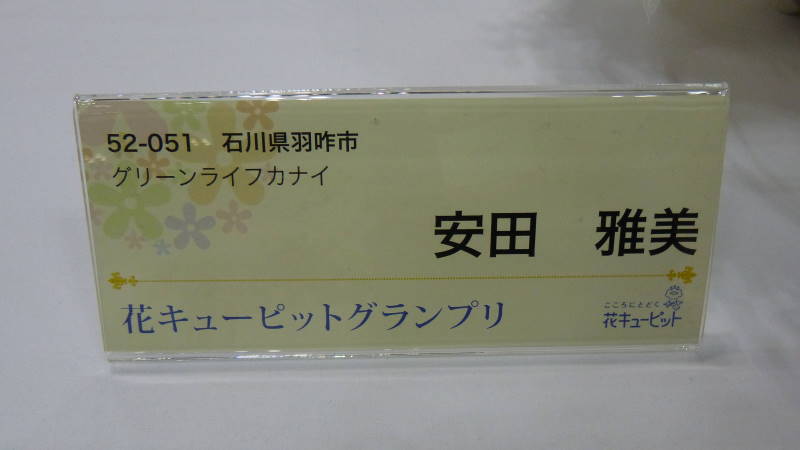 52-051 石川県羽咋市
グリーンライフカナイ
安田 雅美
花キューピットグランプリ
こころにとどく
花キューピット